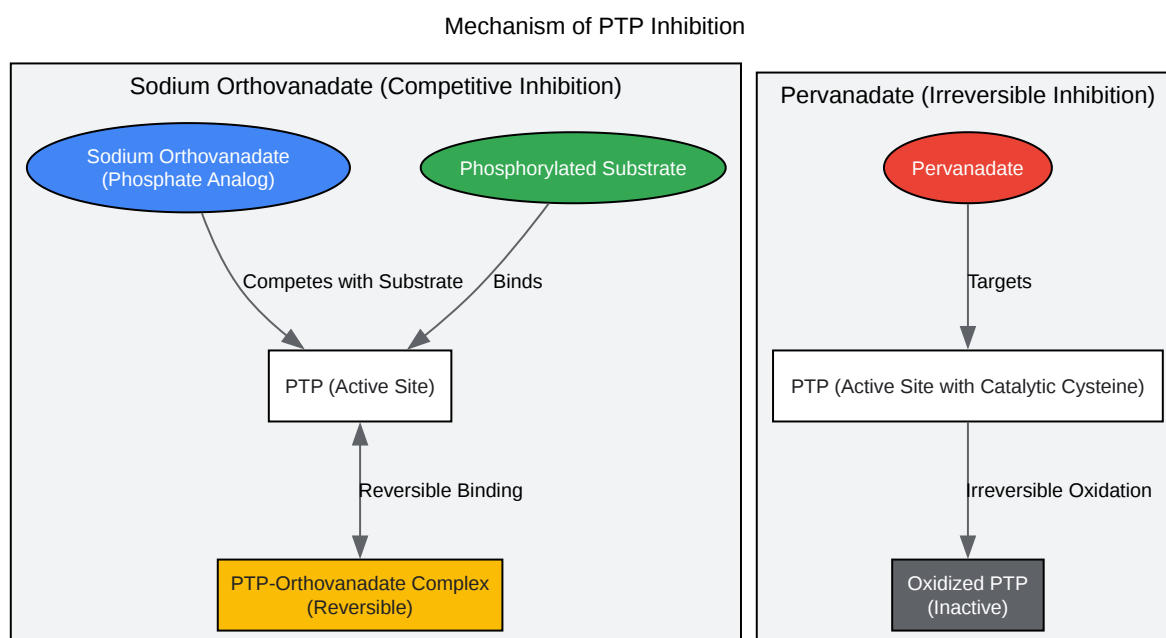 Mechanism of PTP Inhibition
Sodium Orthovanadate (Competitive Inhibition)
Sodium Orthovanadate
(Phosphate Analog)
Phosphorylated Substrate
Competes with Substrate
Binds
PTP (Active Site)
Reversible Binding
PTP-Orthovanadate Complex
(Reversible)
Pervanadate (Irreversible Inhibition)
Pervanadate
Targets
PTP (Active Site with Catalytic Cysteine)
Irreversible Oxidation
Oxidized PTP
(Inactive)